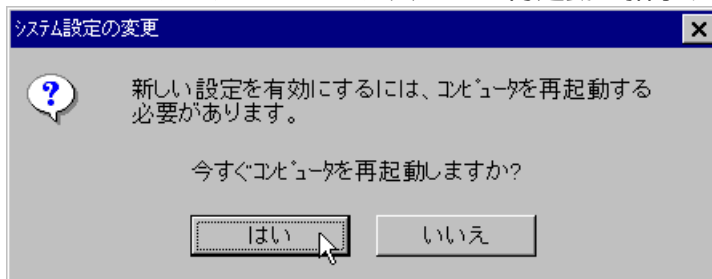 システム設定の変更
新しい設定を有効にするには、コンピュータを再起動する
必要があります。
今すぐコンピュータを再起動しますか?
はい
いいえ